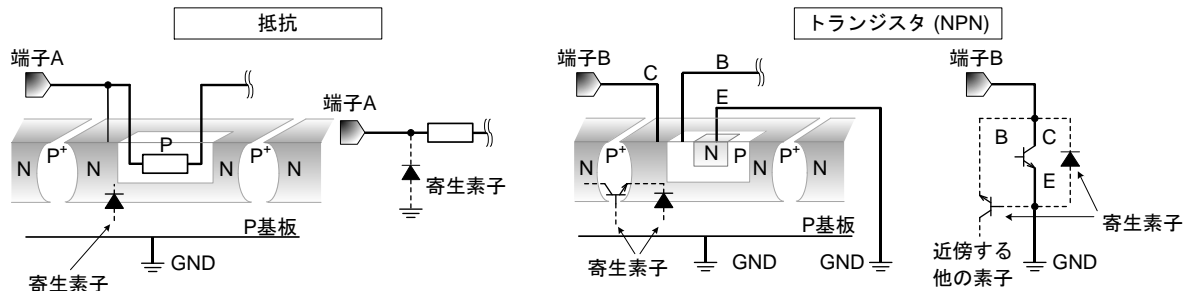 抵抗
端子A
P
N
P+
N
N
P+
N
P基板
GND
寄生素子
端子A
寄生素子
トランジスタ (NPN)
端子B
C
B
E
N
P+
N
N
P
N
P+
N
P基板
寄生素子
GND
GND
端子B
B
C
E
寄生素子
近傍する
他の素子
GND